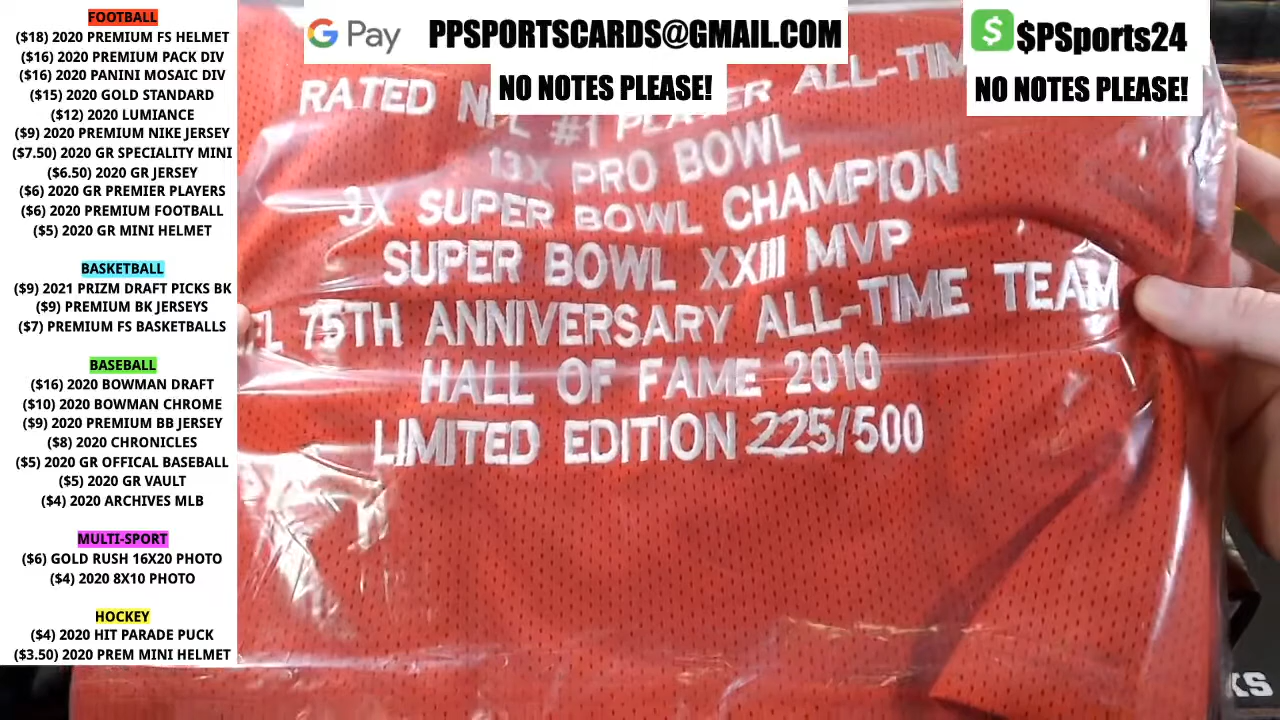 FOOTBALL
($18) 2020 PREMIUM FS HELMET
($16) 2020 PREMIUM PACK DIV
($16) 2020 PANINI MOSAIC DIV
($15) 2020 GOLD STANDARD
($12) 2020 LUMIANCE
($9) 2020 PREMIUM NIKE JERSEY
($7.50) 2020 GR SPECIALITY MINI
($6.50) 2020 GR JERSEY
($6) 2020 GR PREMIER PLAYERS
($6) 2020 PREMIUM FOOTBALL
($5) 2020 GR MINI HELMET
BASKETBALL
($9) 2021 PRIZM DRAFT PICKS BK
($9) PREMIUM BK JERSEYS
($7) PREMIUM FS BASKETBALLS
BASEBALL
($16) 2020 BOWMAN DRAFT
($10) 2020 BOWMAN CHROME
($9) 2020 PREMIUM BB JERSEY
($8) 2020 CHRONICLES
($5) 2020 GR OFFICAL BASEBALL
($5) 2020 GR VAULT
($4) 2020 ARCHIVES MLB
MULTI-SPORT
($6) GOLD RUSH 16X20 PHOTO
($4) 2020 8X10 PHOTO
HOCKEY
($4) 2020 HIT PARADE PUCK
($3.50) 2020 PREM MINI HELMET
G Pay PPSPORTSCARDS@GMAIL.COM
NO NOTES PLEASE!
$ $PSports24
NO NOTES PLEASE!
RATED NFL #1 PLAYER ALL-TIM
13X PRO BOWL
3X SUPER BOWL CHAMPION
SUPER BOWL XXIII MVP
L 75TH ANNIVERSARY ALL-TIME TEAM
HALL OF FAME 2010
LIMITED EDITION 225/500
KS